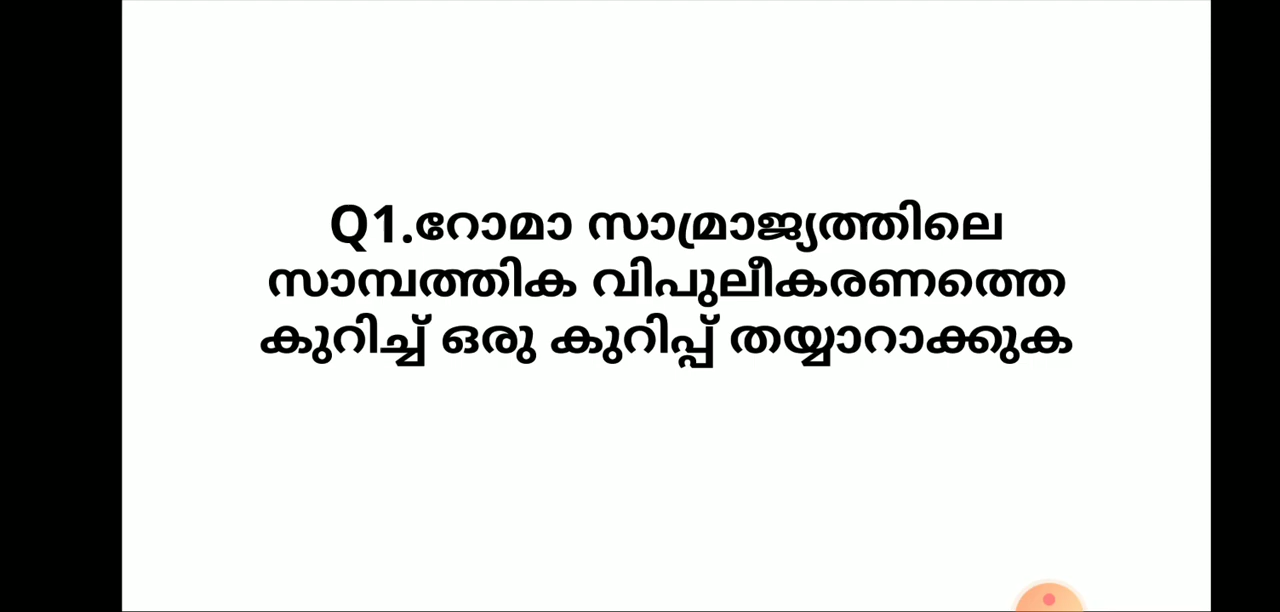 Q1.റോമാ സാമ്രാജ്യത്തിലെ
സാമ്പത്തിക വിപുലീകരണത്തെ
കുറിച്ച് ഒരു കുറിപ്പ് തയ്യാറാക്കുക